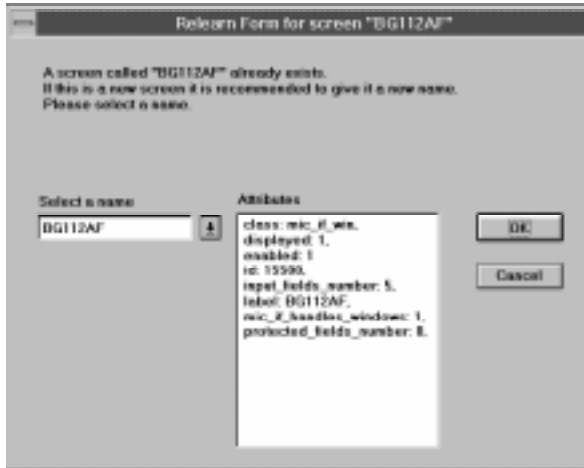 Relearn Form for screen "BG112AF"
A screen called "BG112AF" already exists.
If this is a new screen it is recommended to give it a new name.
Please select a name.
Select a name
BG112AF
Attributes
class: mic_if_win,
displayed: 1,
enabled: 1
id: 15500,
input_fields_number: 5,
label: BG112AF,
mic_if_handles_windows: 1,
protected_fields_number: 8,
OK
Cancel